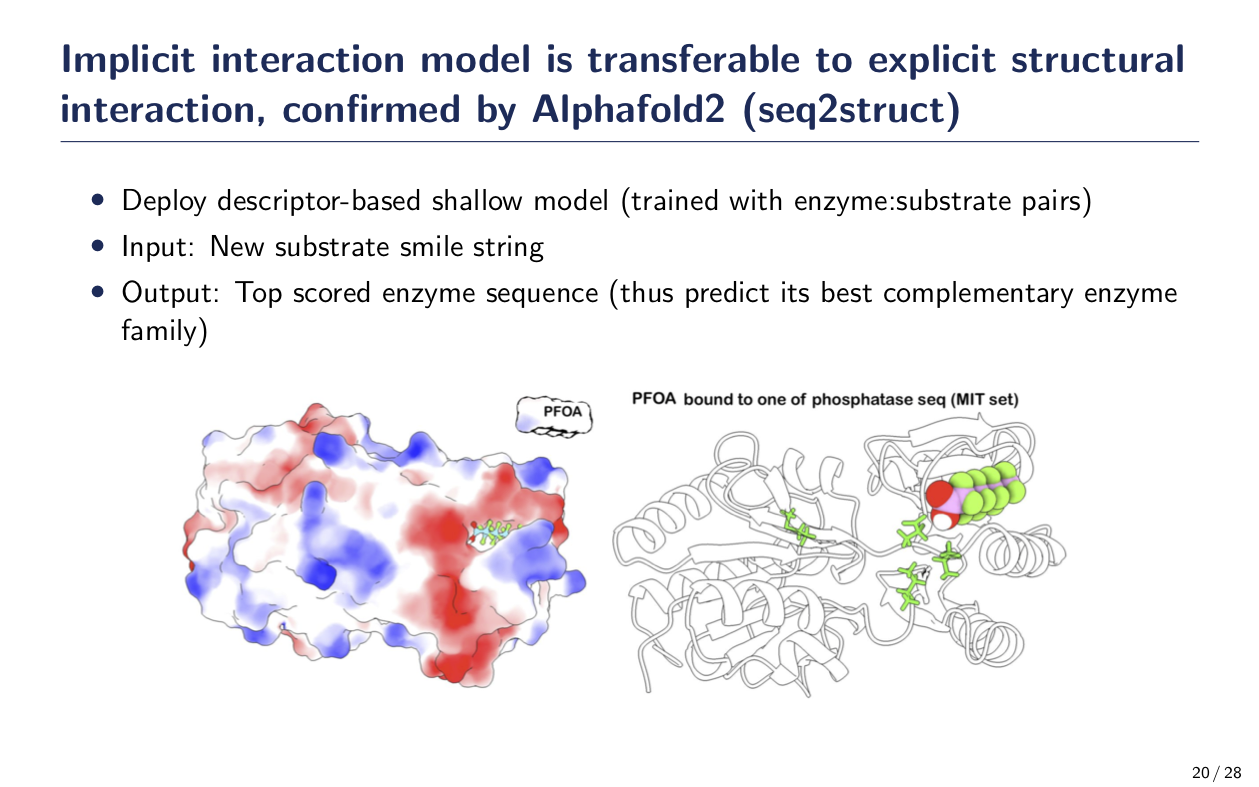 Implicit interaction model is transferable to explicit structural
interaction, confirmed by Alphafold2 (seq2struct)
• Deploy descriptor-based shallow model (trained with enzyme:substrate pairs)
• Input: New substrate smile string
• Output: Top scored enzyme sequence (thus predict its best complementary enzyme
family)
PFOA
PFOA bound to one of phosphatase seq (MIT set)
20 / 28